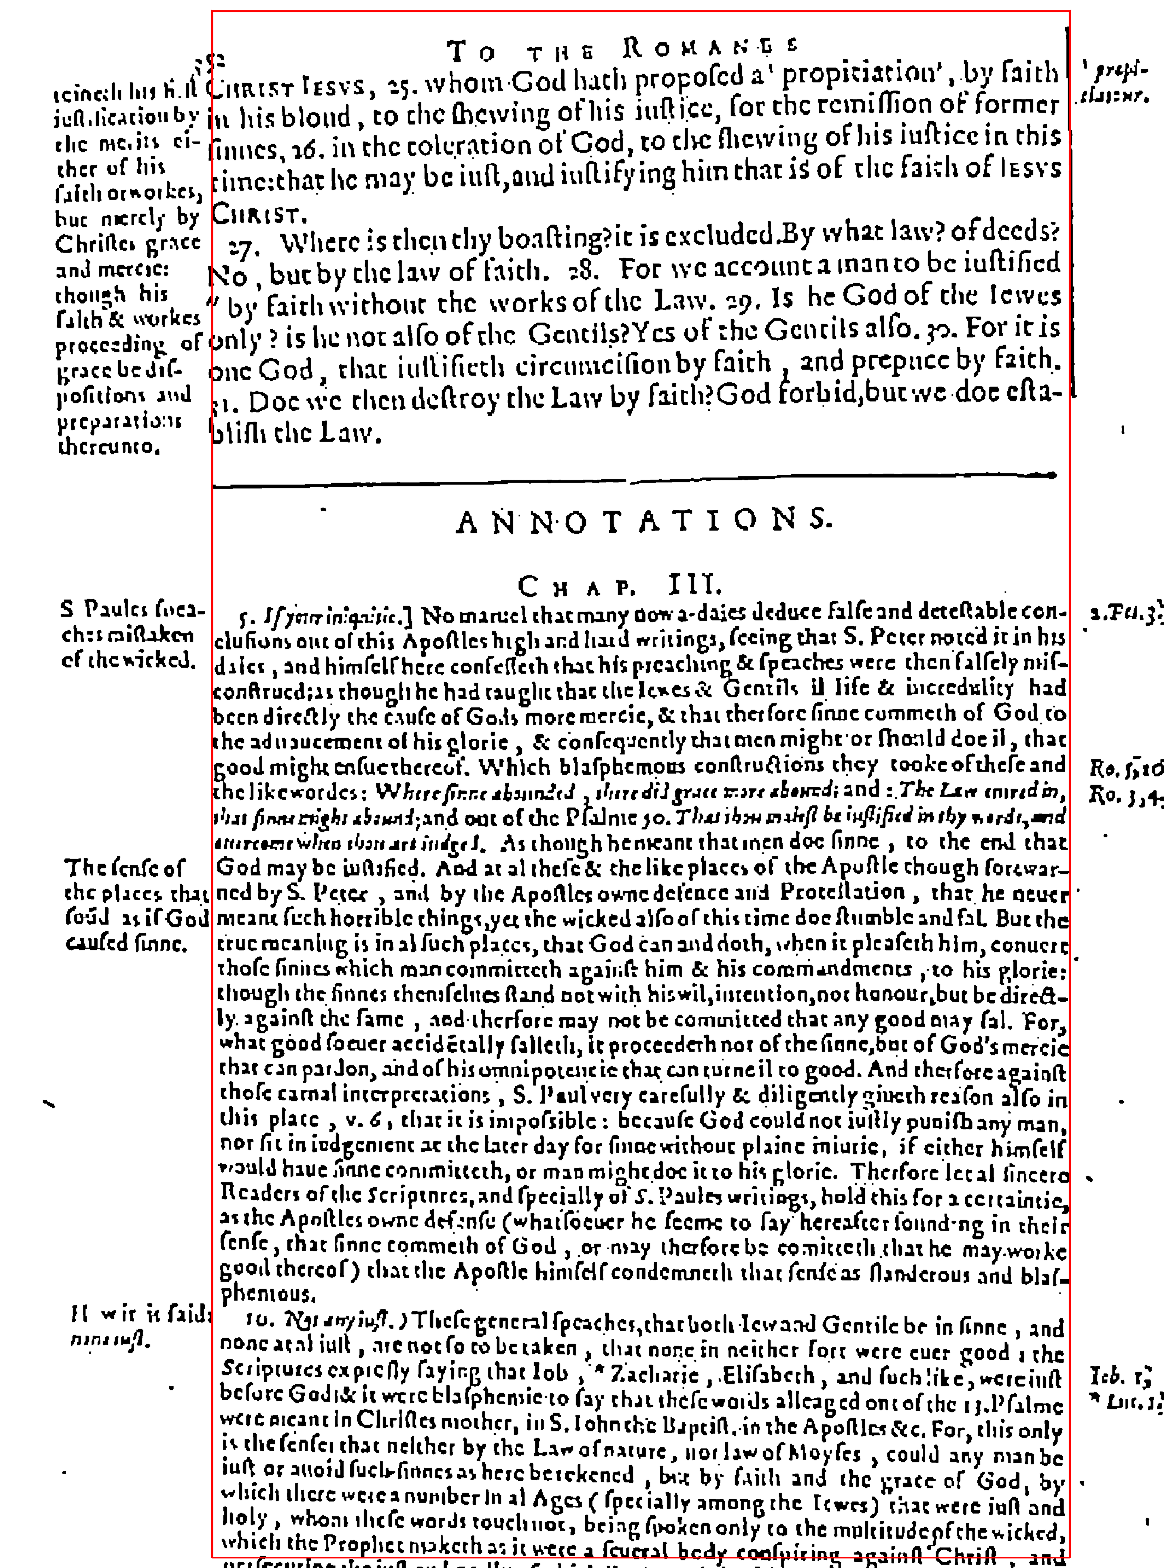 TO THE ROMANES
CHRIST IESVS, 25. whom God hath proposed a' propitiation', by faith
in his bloud, to the shewing of his iustice, for the remission of former
sinnes, 26. in the toleration of God, to the shewing of his iustice in this
time: that he may be iust, and iustifying him that is of the faith of IESVS
CHRIST.
27. Where is then thy boasting? it is excluded. By what law? of deeds?
No, but by the law of faith. 28. For we account a man to be iustified
" by faith without the works of the Law. 29. Is he God of the Iewes
only? is he not also of the Gentils? Yes of the Gentils also. 30. For it is
one God, that iustifieth circumcision by faith, and prepuce by faith.
31. Doe we then destroy the Law by faith? God forbid, but we doe esta-
blish the Law.
his first
iustification by
the merits ei-
ther of his
faith or workes,
but merely by
Christes grace
and mercie:
though his
faith & workes
proceeding of
grace be dis-
positions and
preparations
thereunto.
' propi-
ANNOTATIONS.
CHAP. III.
S Paules spea-
ches mistaken
of the wicked.
5. If your iniquitie.] No maruel that many now a-daies deduce false and detestable con-
clusions out of this Apostles high and hard writings, seeing that S. Peter noted it in his
daies, and himself here confesseth that his preaching & speaches were then falsely mis-
construed; as though he had taught that the Iewes & Gentils il life & incredulity had
been directly the cause of Gods more mercie, & that therfore sinne commeth of God to
the aduaucement of his glorie, & consequently that men might or should doe il, that
good might ensue thereof. Which blasphemous constructions they tooke of these and
the like wordes: Where sinne abounded, there did grace more abound; and: The Law entred in,
that sinne might abound; and out of the Psalme 50. That thou maist be iustified in thy words, and
ouercome when thou art iudged. As though he meant that men doe sinne, to the end that
God may be iustified. And at al these & the like places of the Apostle though forewar-
ned by S. Peter, and by the Apostles owne defence and Protestation, that he neuer
meant such horrible things, yet the wicked also of this time doe stumble and fal. But the
true meaning is in al such places, that God can and doth, when it pleaseth him, conuert
those sinnes which man committeth against him & his commandments, to his glorie:
though the sinnes themselues stand not with his wil, intention, not honour, but be direct-
ly against the same, and therfore may not be committed that any good may fal. For,
what good soeuer accidētally falleth, it proceedeth not of the sinne, but of God's mercie
that can pardon, and of his omnipotencie that can turne il to good. And therfore against
those carnal interpretations, S. Paul very carefully & diligently giueth reason also in
this place, v. 6, that it is impossible: because God could not iustly punish any man,
nor sit in iudgement at the later day for sinne without plaine iniurie, if either himself
would haue sinne committeth, or man might doe it to his glorie. Therfore let al sincere
Readers of the Scriptures, and specially of S. Paules writings, hold this for a certaintie,
as the Apostles owne defense (whatsoeuer he seeme to say hereafter sounding in their
sense, that sinne commeth of God, or may therfore be comitteth that he may worke
good thereof) that the Apostle himself condemneth that sense as slanderous and blas-
phemous.
2. Pet. 3.
Ro. 5, 20
Ro. 3, 4.
The sense of
the places that
soūd as if God
caused sinne.
How it is said:
none iust.
10. Not any iust.) These general speaches, that both Iew and Gentile be in sinne, and
none at al iust, are not so to be taken, that none in neither sort were euer good: the
Scriptures expresly saying that Iob, * Zacharie, Elisabeth, and such like, were iust
before God: & it were blasphemie to say that these words alleaged out of the 13. Psalme
were meant in Christes mother, in S. Iohn the Baptist, in the Apostles &c. For, this only
is the sense: that neither by the Law of nature, nor law of Moyses, could any man be
iust or auoid such sinnes as here be reckened, but by faith and the grace of God, by
which there were a number in al Ages (specially among the Iewes) that were iust and
holy, whom these words touch not, being spoken only to the multitude of the wicked,
which the Prophet maketh as it were a seueral body conspiring against Christ, and
Iob. 1,
* Luc. 1.